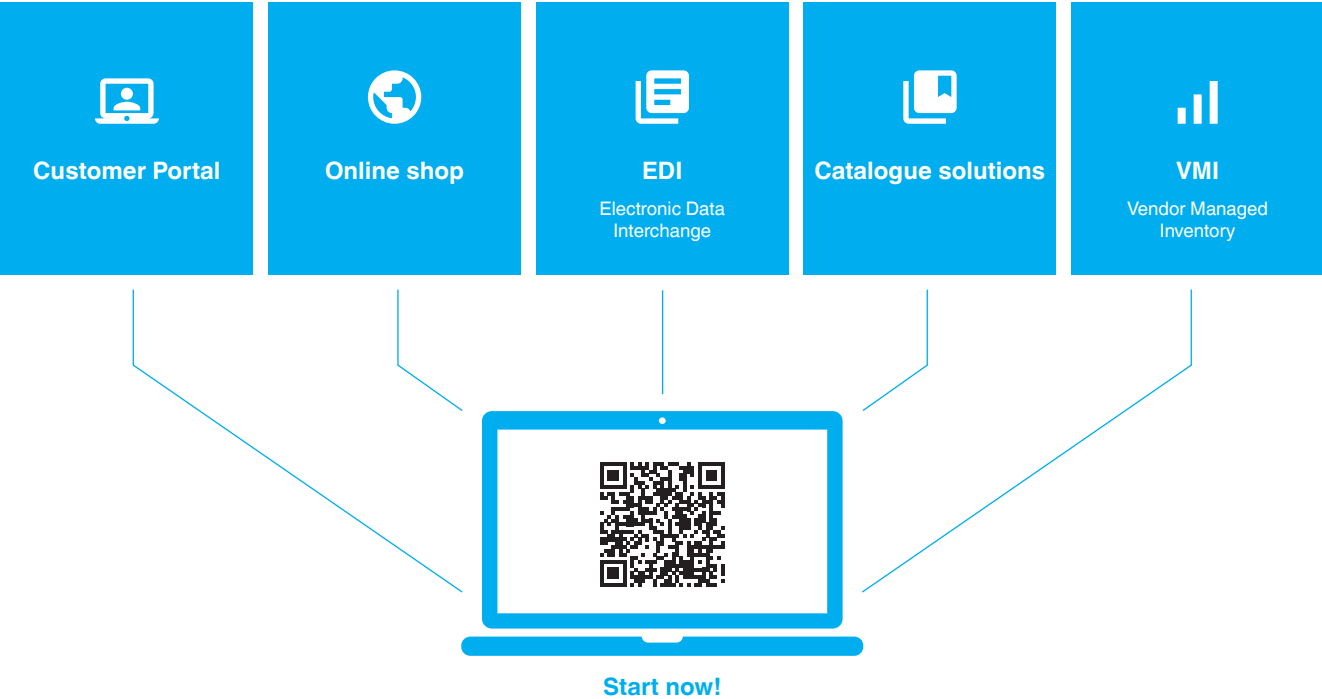 Customer Portal
Online shop
EDI
Electronic Data
Interchange
Catalogue solutions
VMI
Vendor Managed
Inventory
Start now!